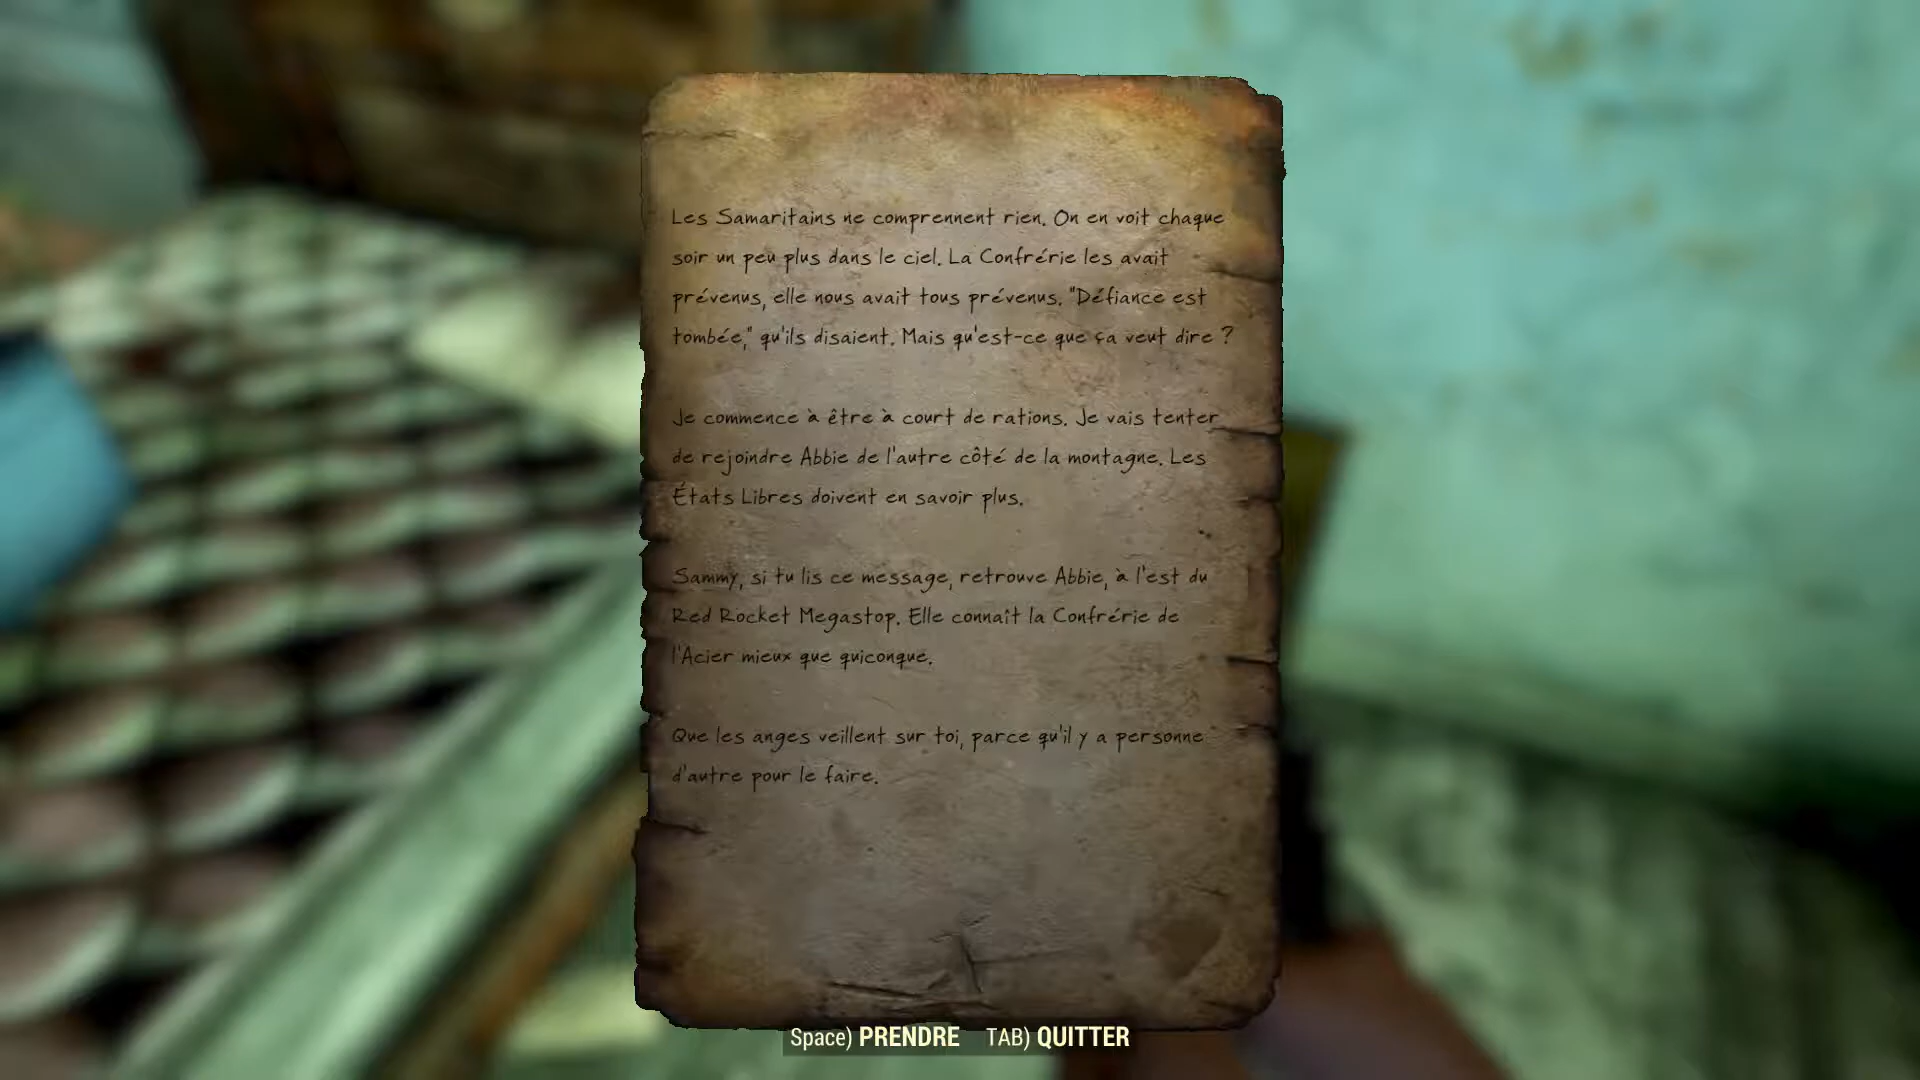 Les Samaritains ne comprennent rien. On en voit chaque
soir un peu plus dans le ciel. La Confrérie les avait
prévenus, elle nous avait tous prévenus. "Défiance est
tombée," qu'ils disaient. Mais qu'est-ce que ça veut dire ?
Je commence à être à court de rations. Je vais tenter
de rejoindre Abbie de l'autre côté de la montagne. Les
États Libres doivent en savoir plus.
Sammy, si tu lis ce message, retrouve Abbie, à l'est du
Red Rocket Megastop. Elle connaît la Confrérie de
l'Acier mieux que quiconque.
Que les anges veillent sur toi, parce qu'il y a personne
d'autre pour le faire.
Space) PRENDRE TAB) QUITTER